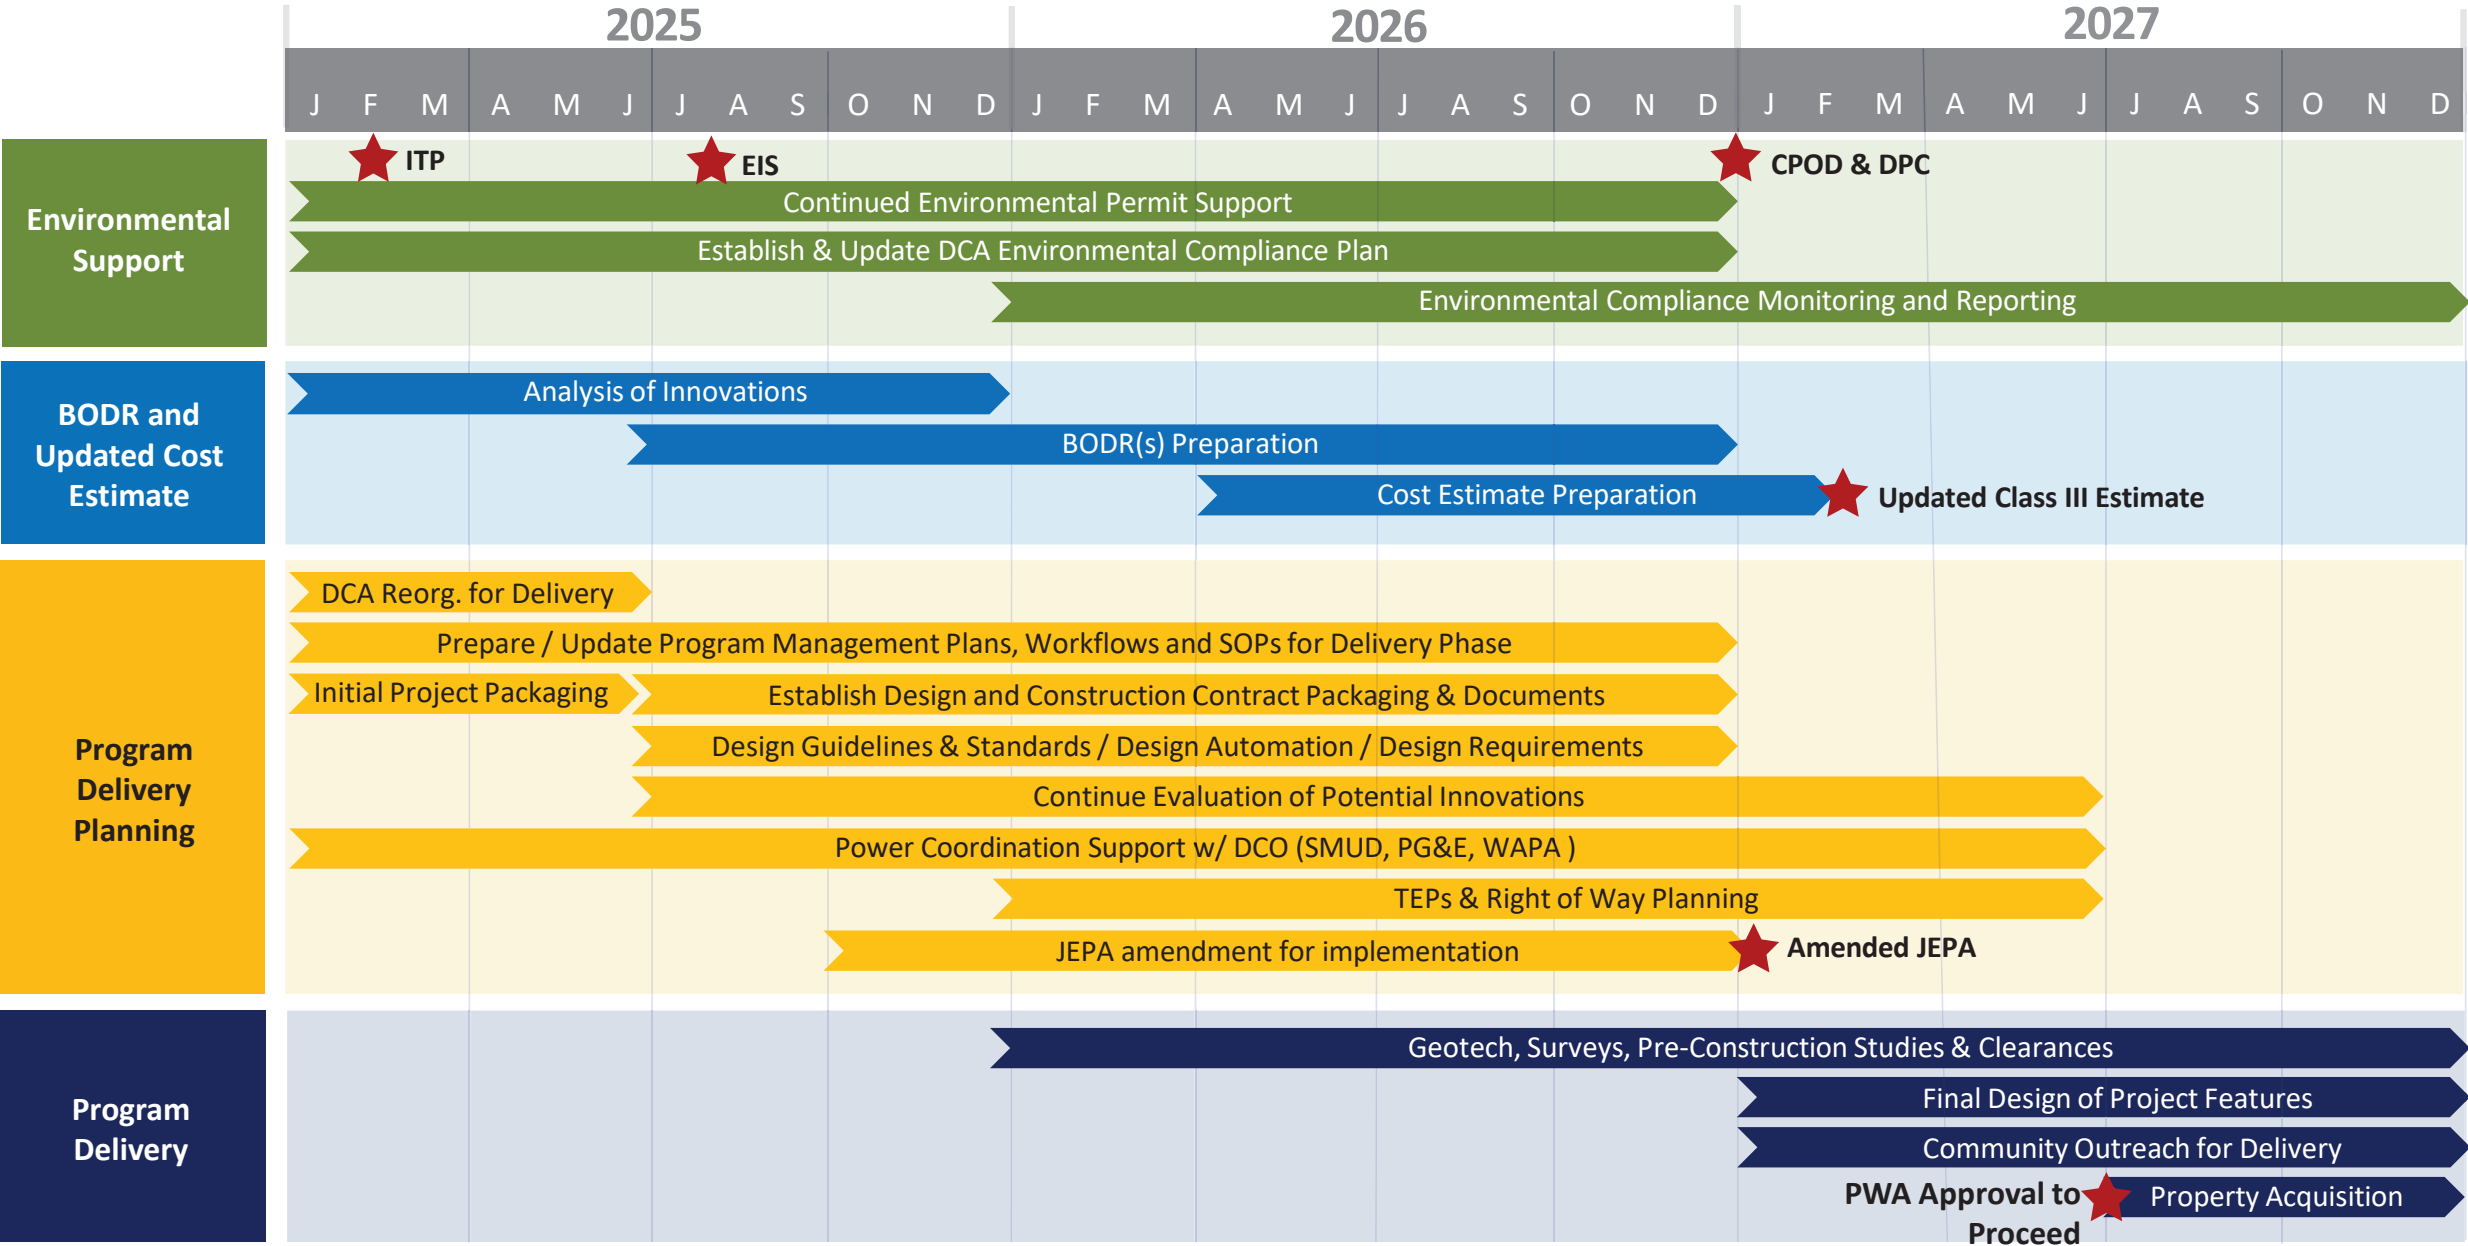 2025 2026 2027
J F M A M J J A S O N D J F M A M J J A S O N D J F M A M J J A S O N D
Environmental
Support
ITP
EIS
CPOD & DPC
Continued Environmental Permit Support
Establish & Update DCA Environmental Compliance Plan
Environmental Compliance Monitoring and Reporting
BODR and
Updated Cost
Estimate
Analysis of Innovations
BODR(s) Preparation
Cost Estimate Preparation
Updated Class III Estimate
Program
Delivery
Planning
DCA Reorg. for Delivery
Prepare / Update Program Management Plans, Workflows and SOPs for Delivery Phase
Initial Project Packaging
Establish Design and Construction Contract Packaging & Documents
Design Guidelines & Standards / Design Automation / Design Requirements
Continue Evaluation of Potential Innovations
Power Coordination Support w/ DCO (SMUD, PG&E, WAPA )
TEPs & Right of Way Planning
JEPA amendment for implementation
Amended JEPA
Program
Delivery
Geotech, Surveys, Pre-Construction Studies & Clearances
Final Design of Project Features
Community Outreach for Delivery
PWA Approval to
Proceed
Property Acquisition